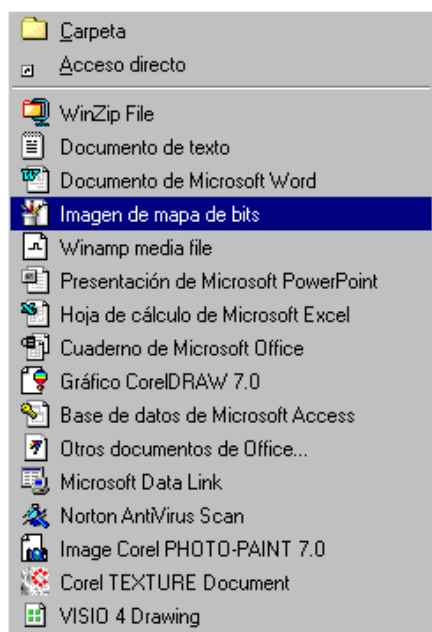 Carpeta
Acceso directo
WinZip File
Documento de texto
Documento de Microsoft Word
Imagen de mapa de bits
Winamp media file
Presentación de Microsoft PowerPoint
Hoja de cálculo de Microsoft Excel
Cuaderno de Microsoft Office
Gráfico CorelDRAW 7.0
Base de datos de Microsoft Access
Otros documentos de Office...
Microsoft Data Link
Norton AntiVirus Scan
Image Corel PHOTO-PAINT 7.0
Corel TEXTURE Document
VISIO 4 Drawing